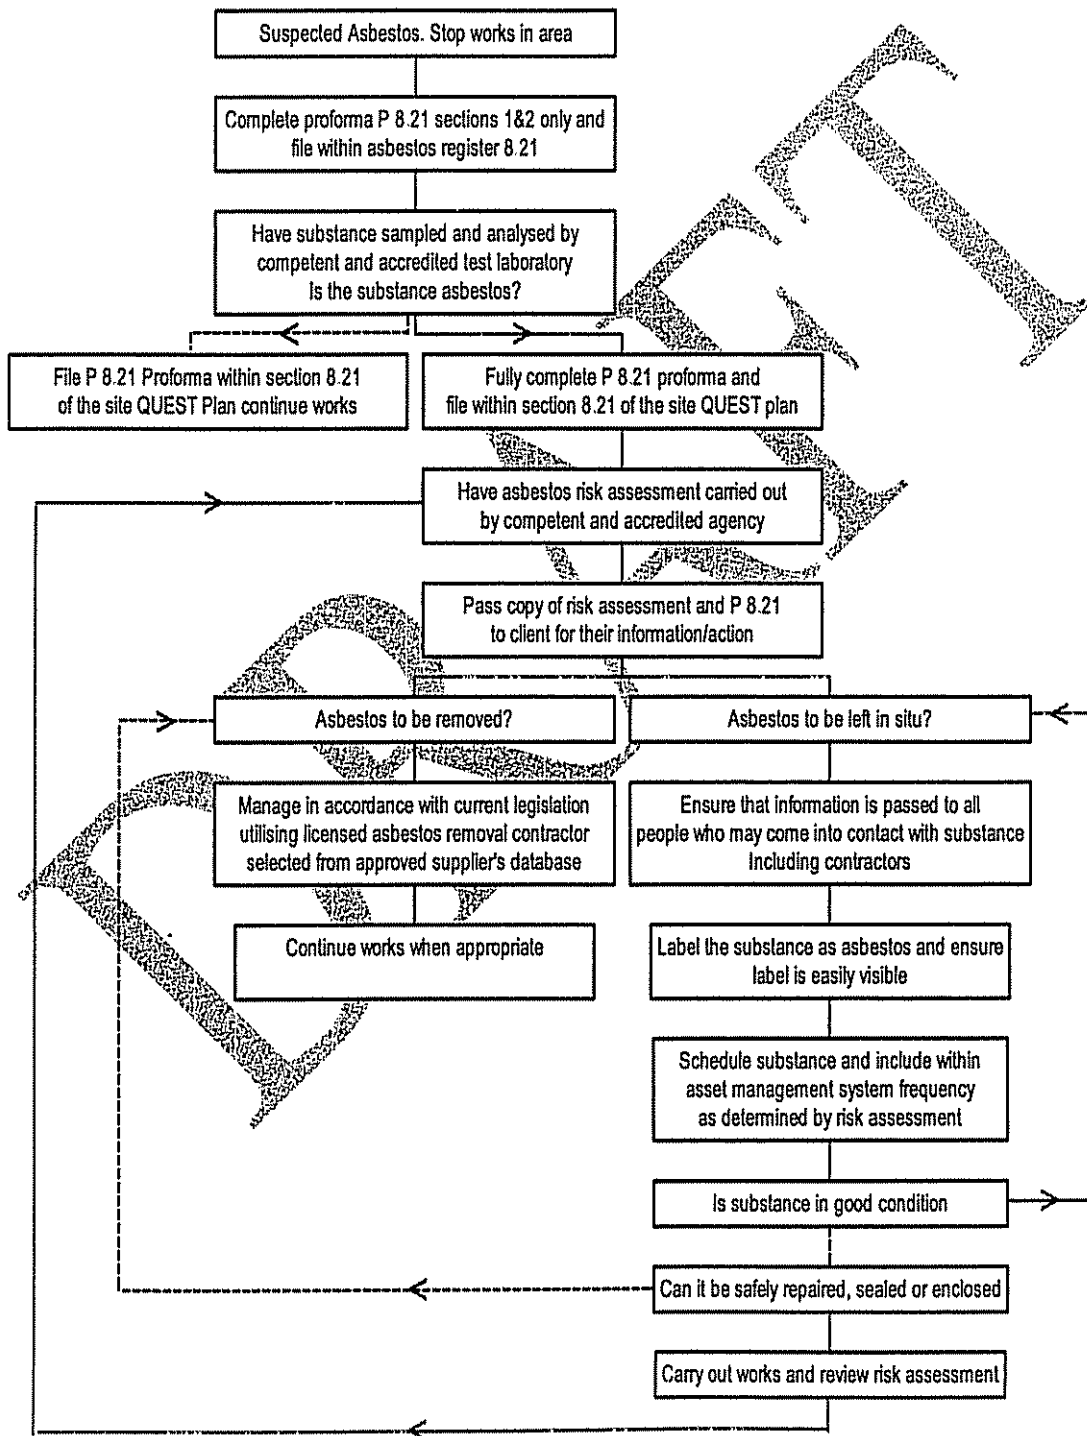 Suspected Asbestos. Stop works in area
Complete proforma P 8.21 sections 1&2 only and
file within asbestos register 8.21
Have substance sampled and analysed by
competent and accredited test laboratory
Is the substance asbestos?
File P 8.21 Proforma within section 8.21
of the site QUEST Plan continue works
Fully complete P 8.21 proforma and
file within section 8.21 of the site QUEST plan
Have asbestos risk assessment carried out
by competent and accredited agency
Pass copy of risk assessment and P 8.21
to client for their information/action
Asbestos to be removed?
Asbestos to be left in situ?
Manage in accordance with current legislation
utilising licensed asbestos removal contractor
selected from approved supplier's database
Ensure that information is passed to all
people who may come into contact with substance
Including contractors
Continue works when appropriate
Label the substance as asbestos and ensure
label is easily visible
Schedule substance and include within
asset management system frequency
as determined by risk assessment
Is substance in good condition
Can it be safely repaired, sealed or enclosed
Carry out works and review risk assessment